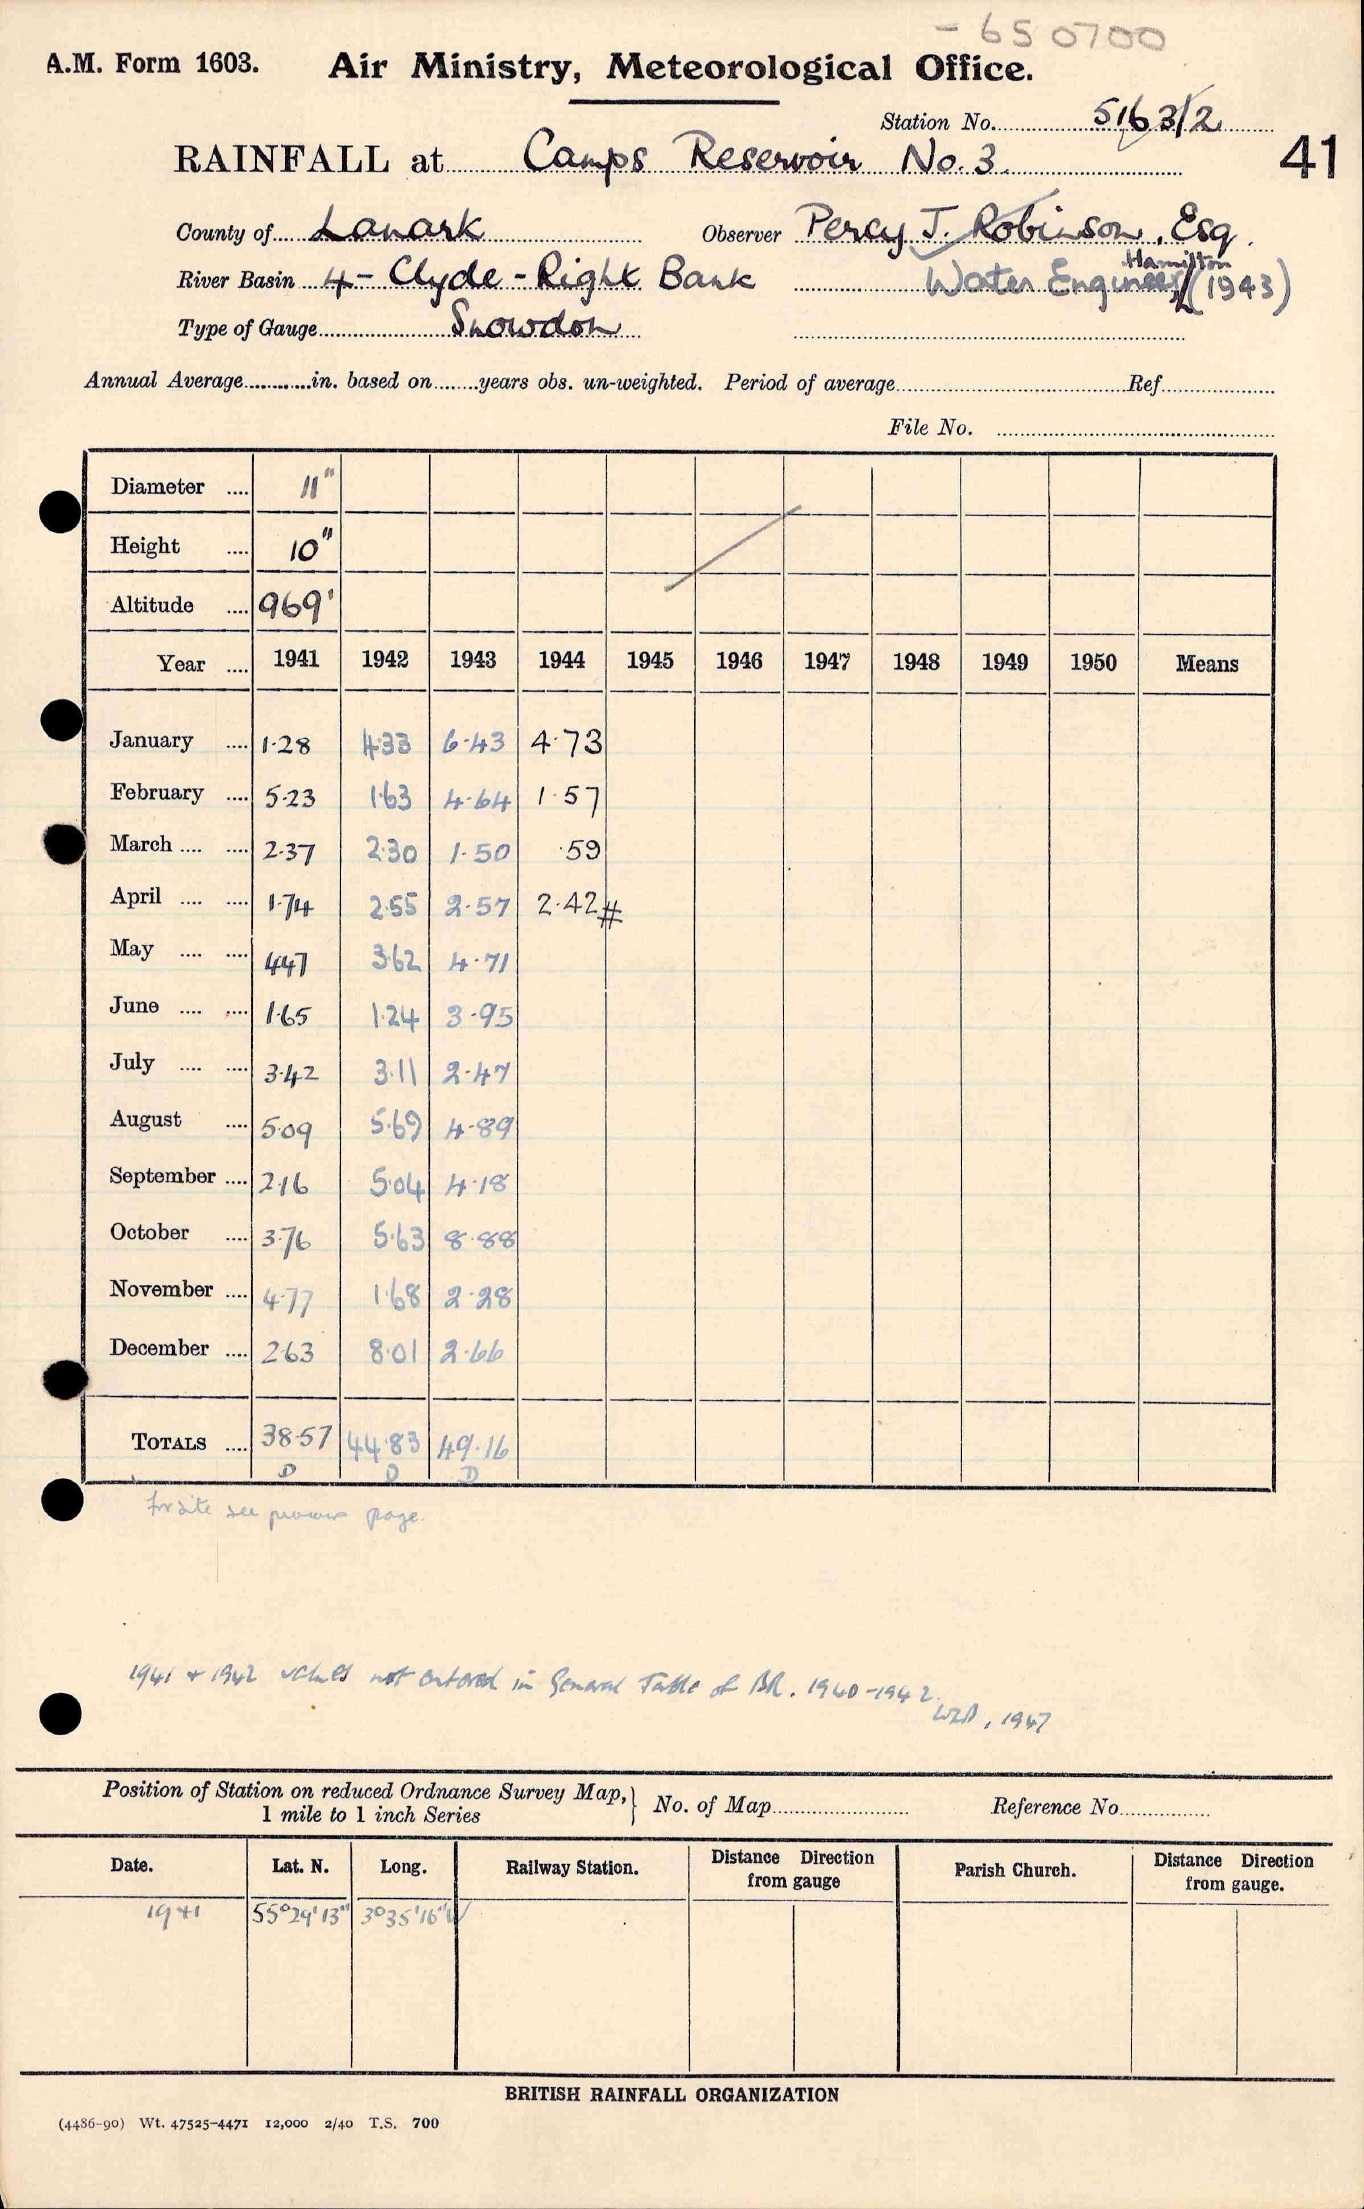 - 650700
A.M. Form 1603. Air Ministry, Meteorological Office.
Station No. 5163/2
RAINFALL at Camps Reservoir No. 3. 41
County of Lanark Observer Percy J. Robinson, Esq.
Hamilton
River Basin 4 - Clyde - Right Bank Water Engineer (1943)
Type of Gauge Snowdon
Annual Average............in. based on........years obs. un-weighted. Period of average............Ref............
File No. ............
Diameter .... 11"
Height .... 10"
Altitude .... 969'
Year .... 1941 1942 1943 1944 1945 1946 1947 1948 1949 1950 Means
January .... 1·28 4·33 6·43 4·73
February .... 5·23 1·63 4·64 1·57
March .... .... 2·37 2·30 1·50 ·59
April .... .... 1·74 2·55 2·57 2·42 #
May .... .... 4·47 3·62 4·71
June .... .... 1·65 1·24 3·95
July .... .... 3·42 3·11 2·47
August .... 5·09 5·69 4·89
September .... 2·16 5·04 4·18
October .... 3·76 5·63 8·88
November .... 4·77 1·68 2·28
December .... 2·63 8·01 2·66
TOTALS .... 38·57 44·83 49·16
D D D
For site see previous page.
1941 + 1942 values not entered in General Table of BR. 1940-1942.
, 1947
Position of Station on reduced Ordnance Survey Map,} No. of Map............ Reference No............
1 mile to 1 inch Series
Date. Lat. N. Long. Railway Station. Distance Direction from gauge Parish Church. Distance Direction from gauge.
1941 55°29'13" 3°35'16"W
BRITISH RAINFALL ORGANIZATION
(4486-90) Wt. 47525-4471 12,000 2/40 T.S. 700